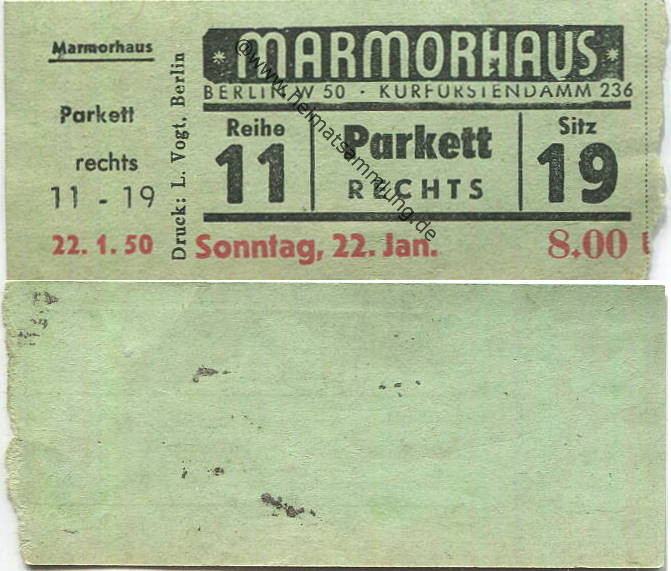 Marmorhaus
Parkett
rechts
11 - 19
22. 1. 50
Druck: L. Vogt, Berlin
* MARMORHAUS *
BERLIN W 50 · KURFÜRSTENDAMM 236
Reihe
11
Parkett
RECHTS
Sitz
19
Sonntag, 22. Jan.
8.00
@www.heimatsammlung.de